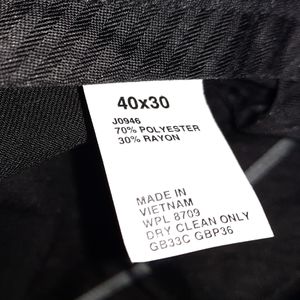 40x30
J0946
70% POLYESTER
30% RAYON
MADE IN
VIETNAM
WPL 8709
DRY CLEAN ONLY
GB33C GBP36